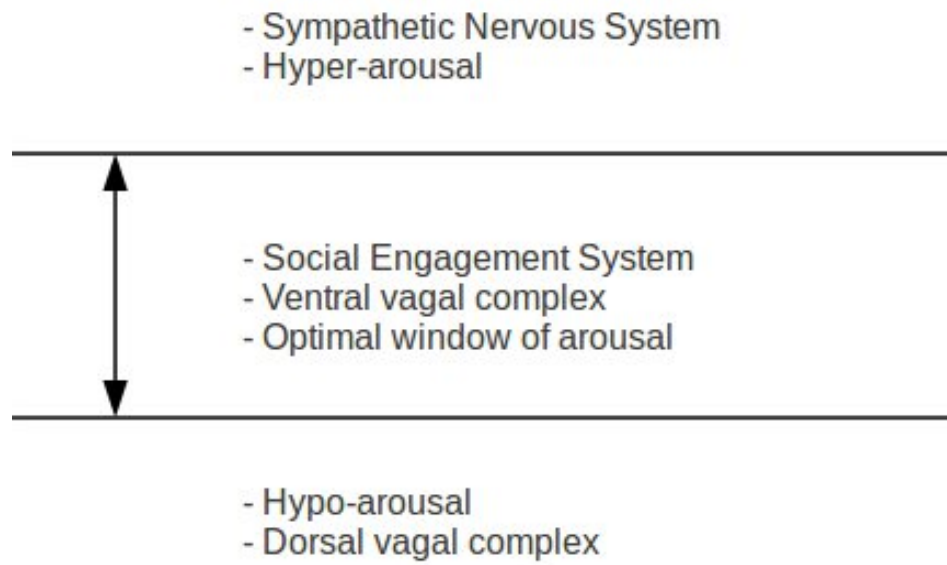 - Sympathetic Nervous System
- Hyper-arousal
- Social Engagement System
- Ventral vagal complex
- Optimal window of arousal
- Hypo-arousal
- Dorsal vagal complex